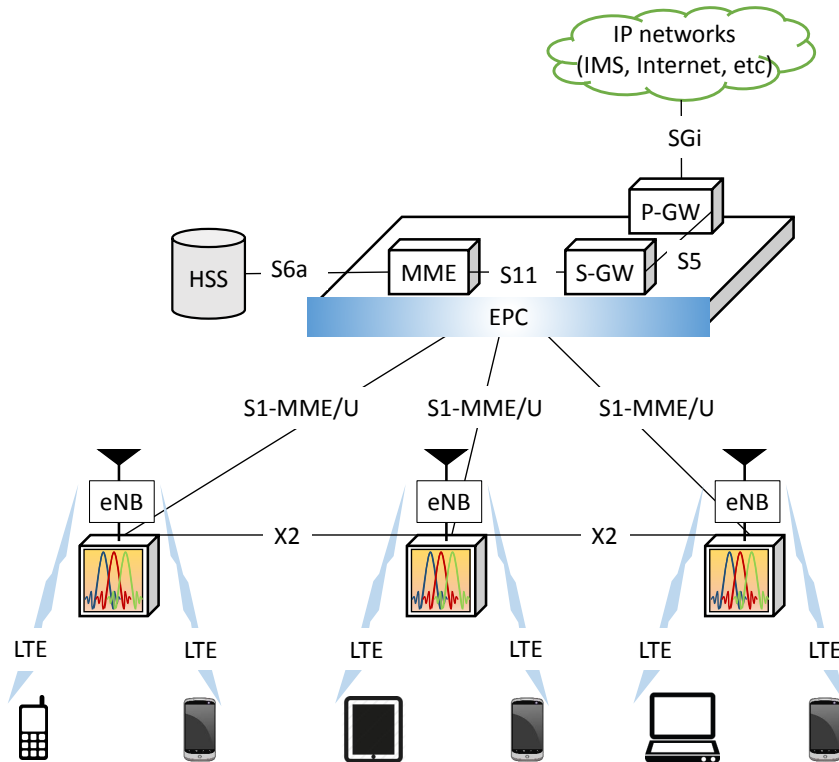 IP networks
(IMS, Internet, etc)
SGi
P-GW
HSS
S6a
MME
S11
S-GW
S5
EPC
S1-MME/U
S1-MME/U
S1-MME/U
eNB
eNB
eNB
X2
X2
LTE
LTE
LTE
LTE
LTE
LTE